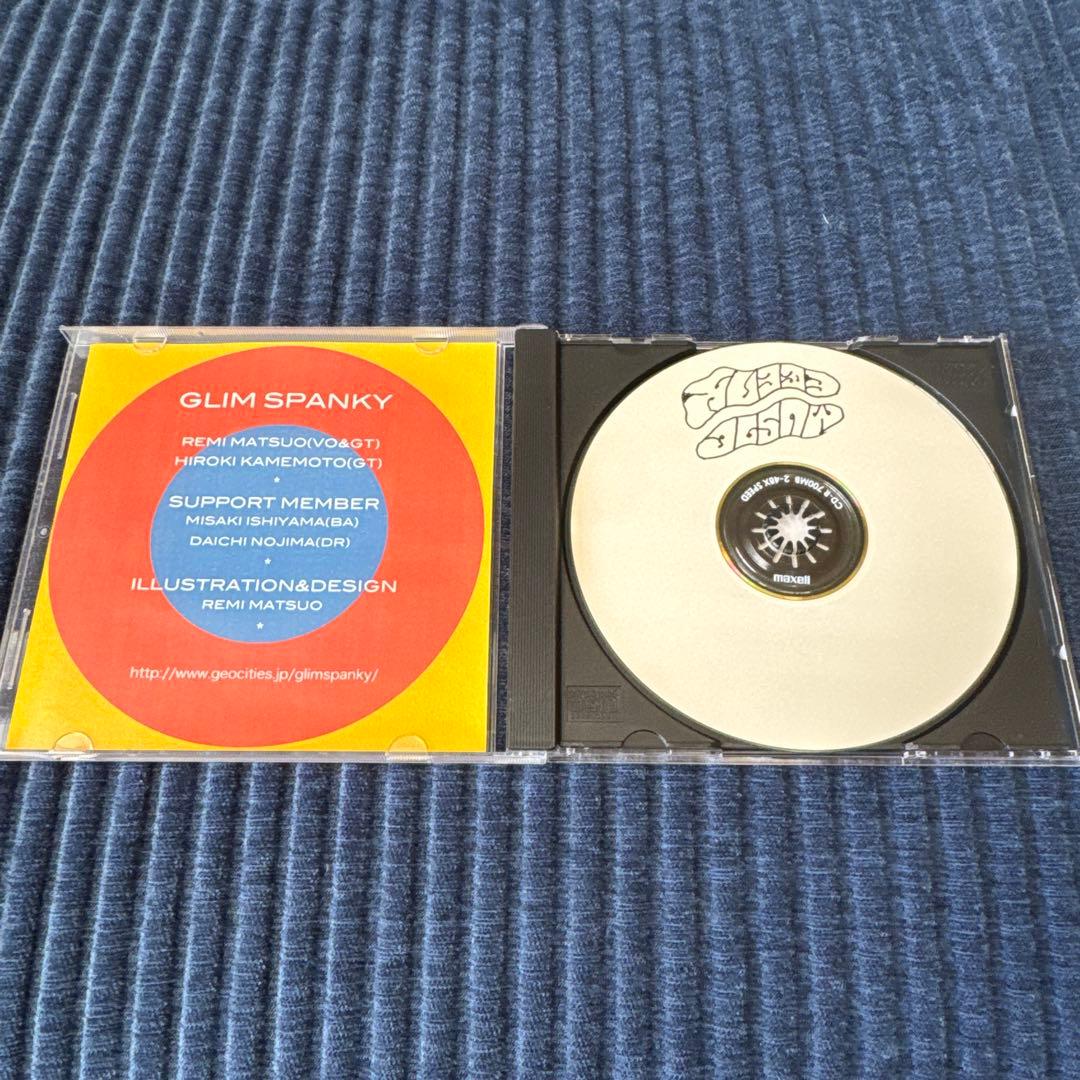 GLIM SPANKY
REMI MATSUO(VO&GT)
HIROKI KAMEMOTO(GT)
*
SUPPORT MEMBER
MISAKI ISHIYAMA(BA)
DAICHI NOJIMA(DR)
*
ILLUSTRATION&DESIGN
REMI MATSUO
*
http://www.geocities.jp/glimspanky/
CD-R 700MB 2-48X SPEED
maxell